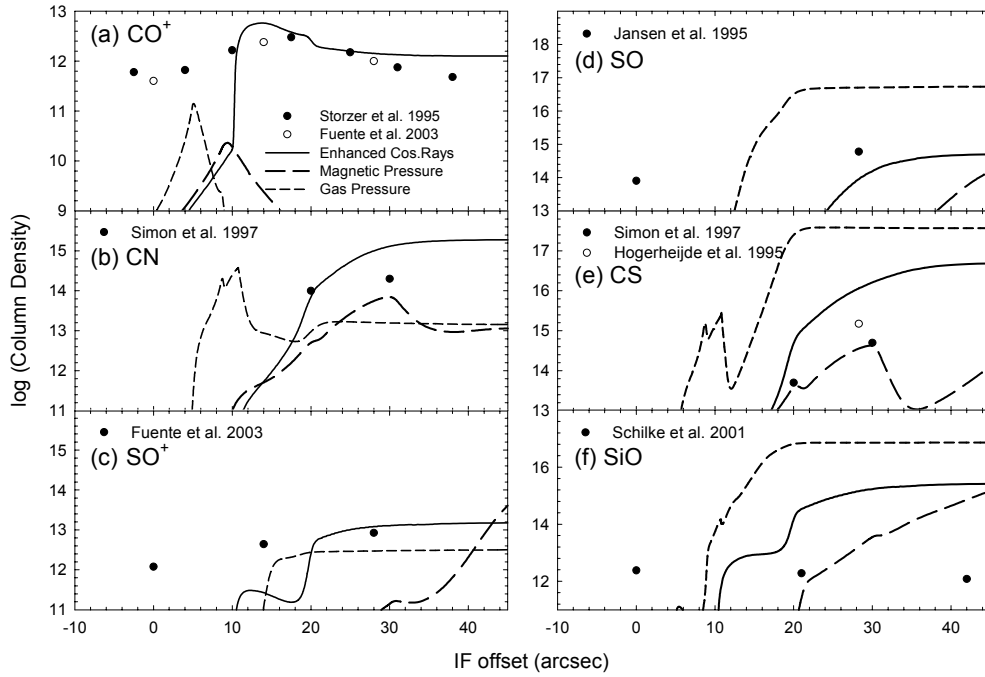 (a) CO+
Storzer et al. 1995
Fuente et al. 2003
Enhanced Cos.Rays
Magnetic Pressure
Gas Pressure
13
12
11
10
9
(b) CN
Simon et al. 1997
15
14
13
12
11
(c) SO+
Fuente et al. 2003
15
14
13
12
11
-10 0 10 20 30 40
log (Column Density)
(d) SO
Jansen et al. 1995
18
17
16
15
14
13
(e) CS
Simon et al. 1997
Hogerheijde et al. 1995
17
16
15
14
13
(f) SiO
Schilke et al. 2001
16
14
12
-10 0 10 20 30 40
IF offset (arcsec)